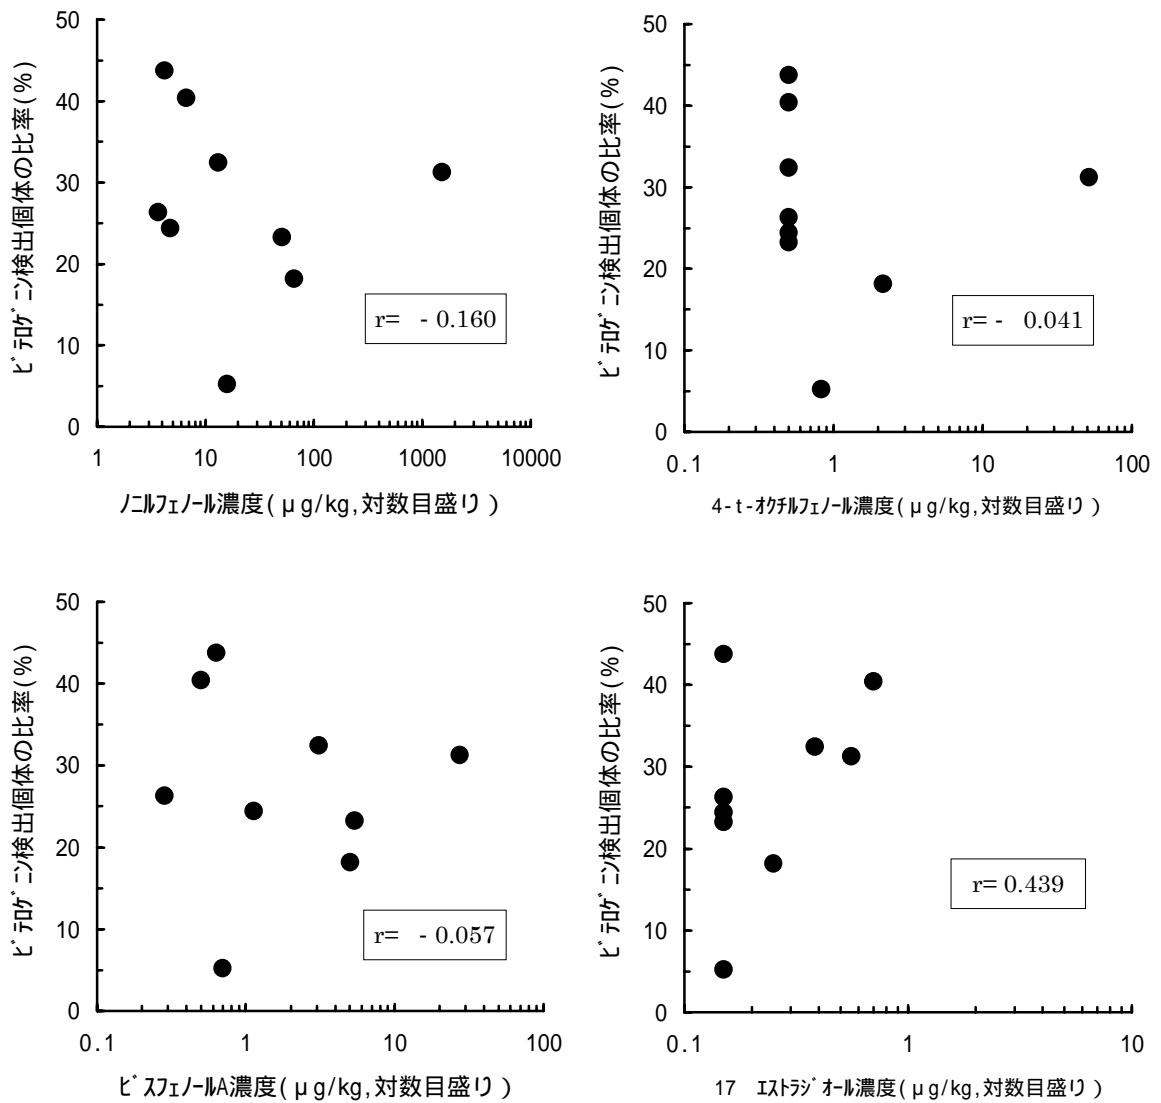 ビテロゲニン検出個体の比率(%)
50
40
30
20
10
0
r= - 0.160
1 10 100 1000 10000
ノニルフェノール濃度( μg/kg,対数目盛り )
ビテロゲニン検出個体の比率(%)
50
40
30
20
10
0
r= - 0.041
0.1 1 10 100
4-t-オクチルフェノール濃度( μg/kg,対数目盛り )
ビテロゲニン検出個体の比率(%)
50
40
30
20
10
0
r= - 0.057
0.1 1 10 100
ビスフェノールA濃度( μg/kg,対数目盛り )
ビテロゲニン検出個体の比率(%)
50
40
30
20
10
0
r= 0.439
0.1 1 10
17 エストラジオール濃度( μg/kg,対数目盛り )